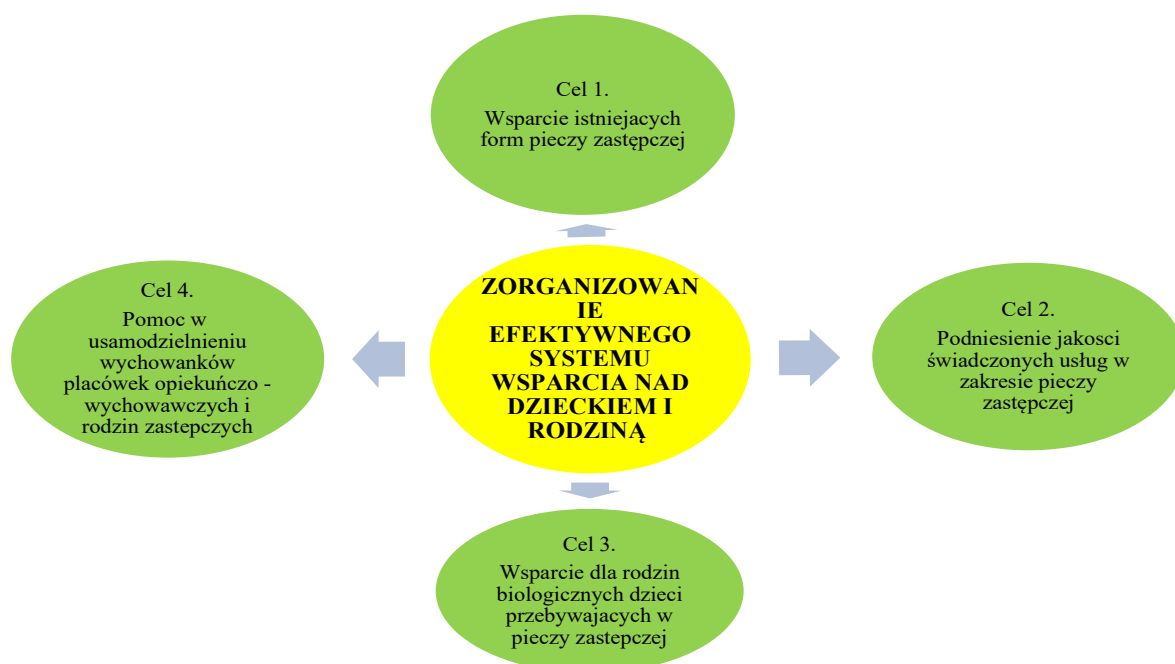 Cel 1.
Wsparcie istniejacych
form pieczy zastępczej
ZORGANIZOWAN
IE
EFEKTYWNEGO
SYSTEMU
WSPARCIA NAD
DZIECKIEM I
RODZINĄ
Cel 2.
Podniesienie jakosci
świadczonych usług w
zakresie pieczy
zastępczej
Cel 3.
Wsparcie dla rodzin
biologicznych dzieci
przebywajacych w
pieczy zastepczej
Cel 4.
Pomoc w
usamodzielnieniu
wychowanków
placówek opiekuńczo -
wychowawczych i
rodzin zastepczych